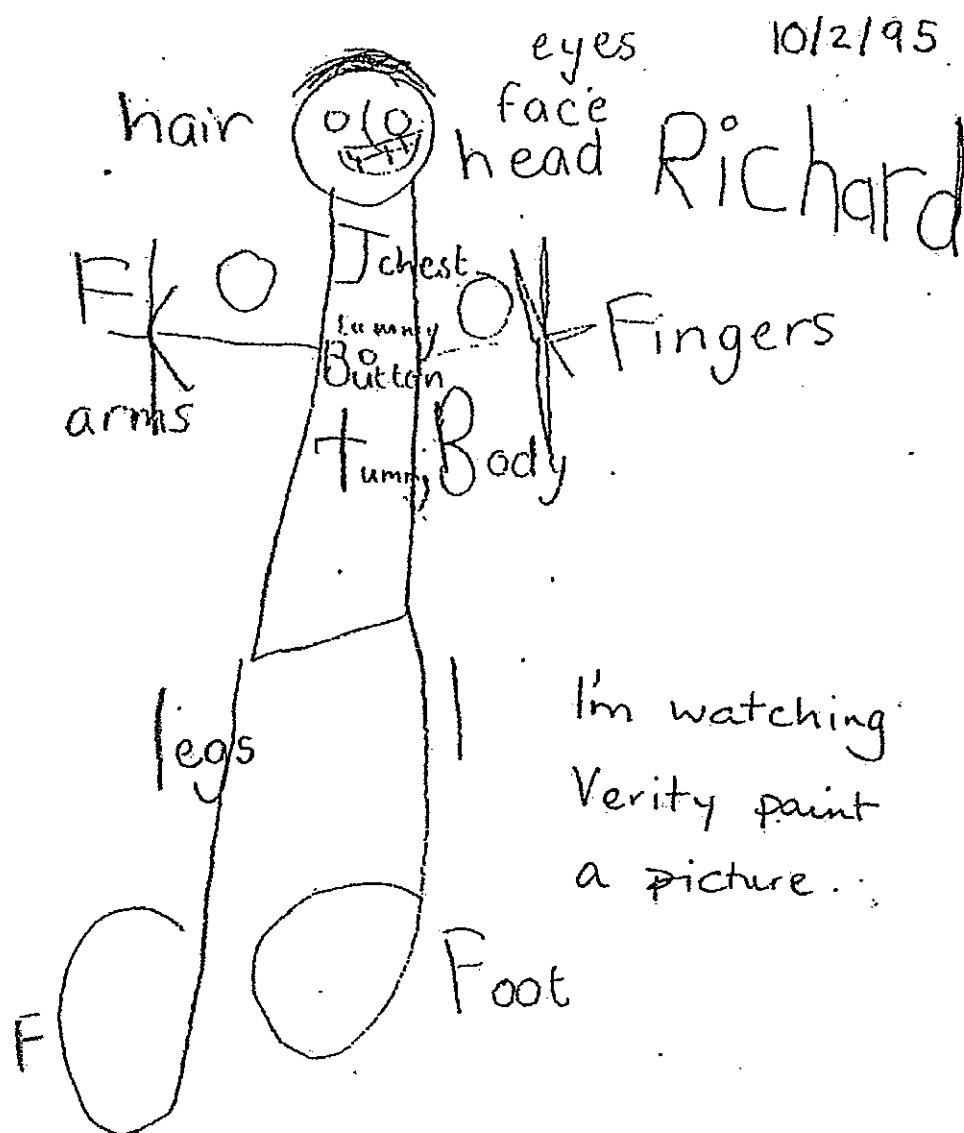 eyes 10/2/95
hair face
head Richard
J chest
F O O Fingers
tummy
Button
arms
Tummy Body
legs l
I'm watching
Verity paint
a picture.
Foot
F